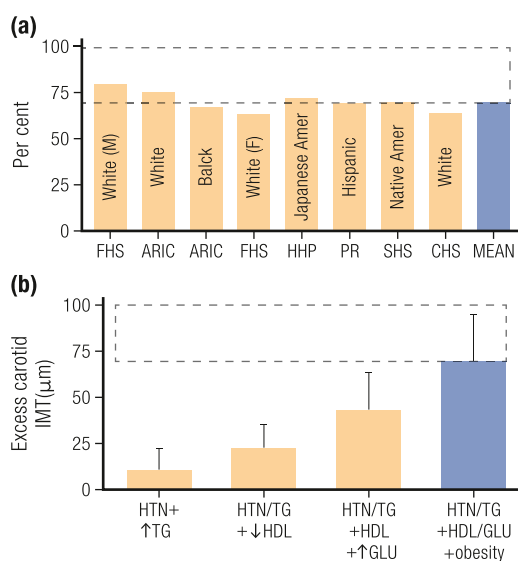 (a)
100
75
50
25
0
Per cent
White (M)
White
Balck
White (F)
Japanese Amer
Hispanic
Native Amer
White
FHS ARIC ARIC FHS HHP PR SHS CHS MEAN
(b)
100
75
50
25
0
Excess carotid
IMT(μm)
HTN+ HTN/TG HTN/TG HTN/TG
↑TG +↓HDL +HDL +HDL/GLU
+↑GLU +obesity